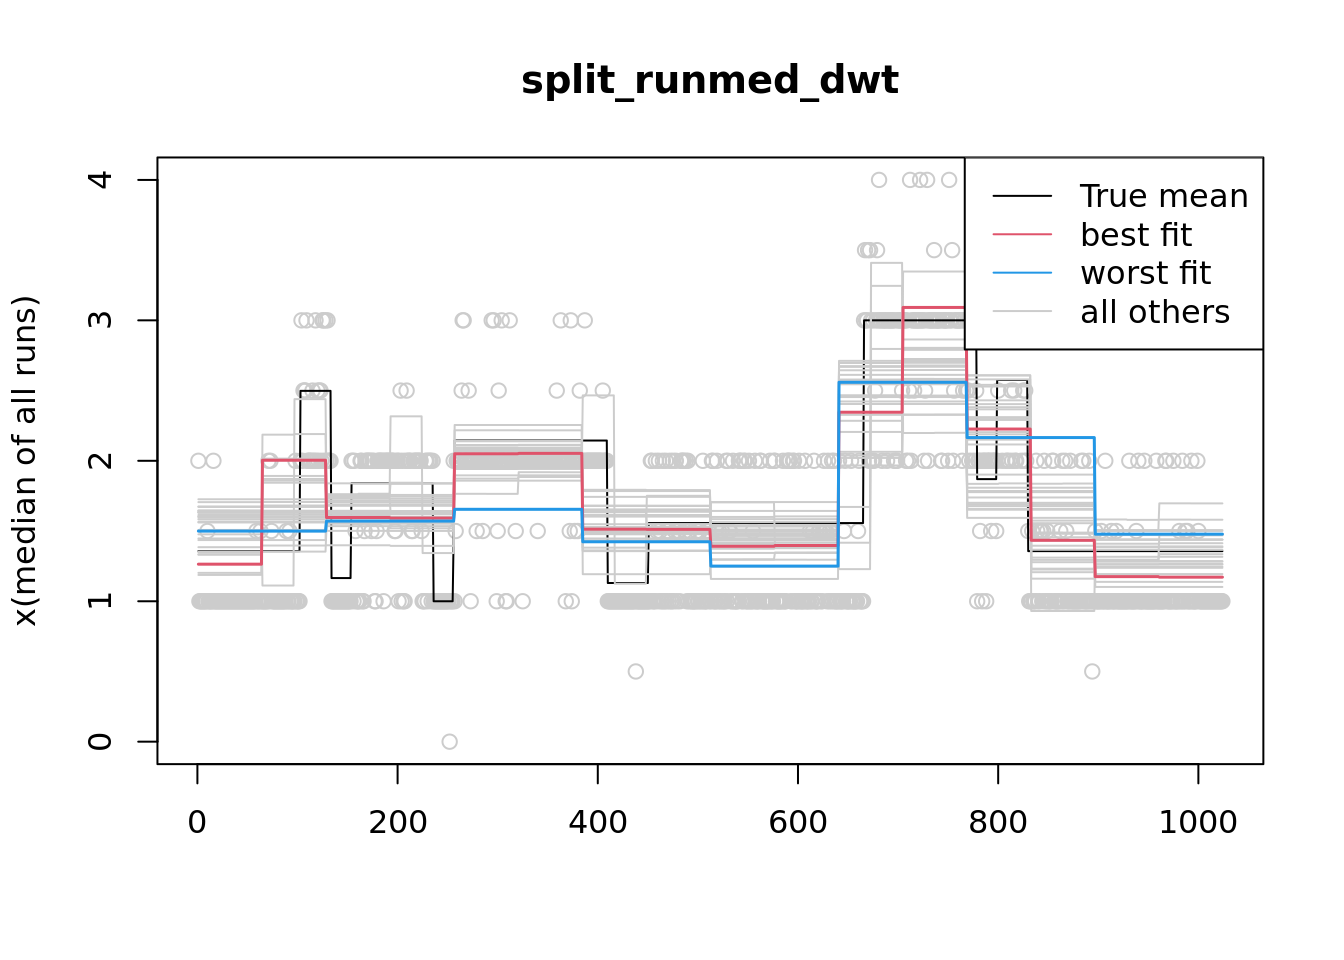 split_runmed_dwt
x(median of all runs)
4
3
2
1
0
True mean
best fit
worst fit
all others
0 200 400 600 800 1000